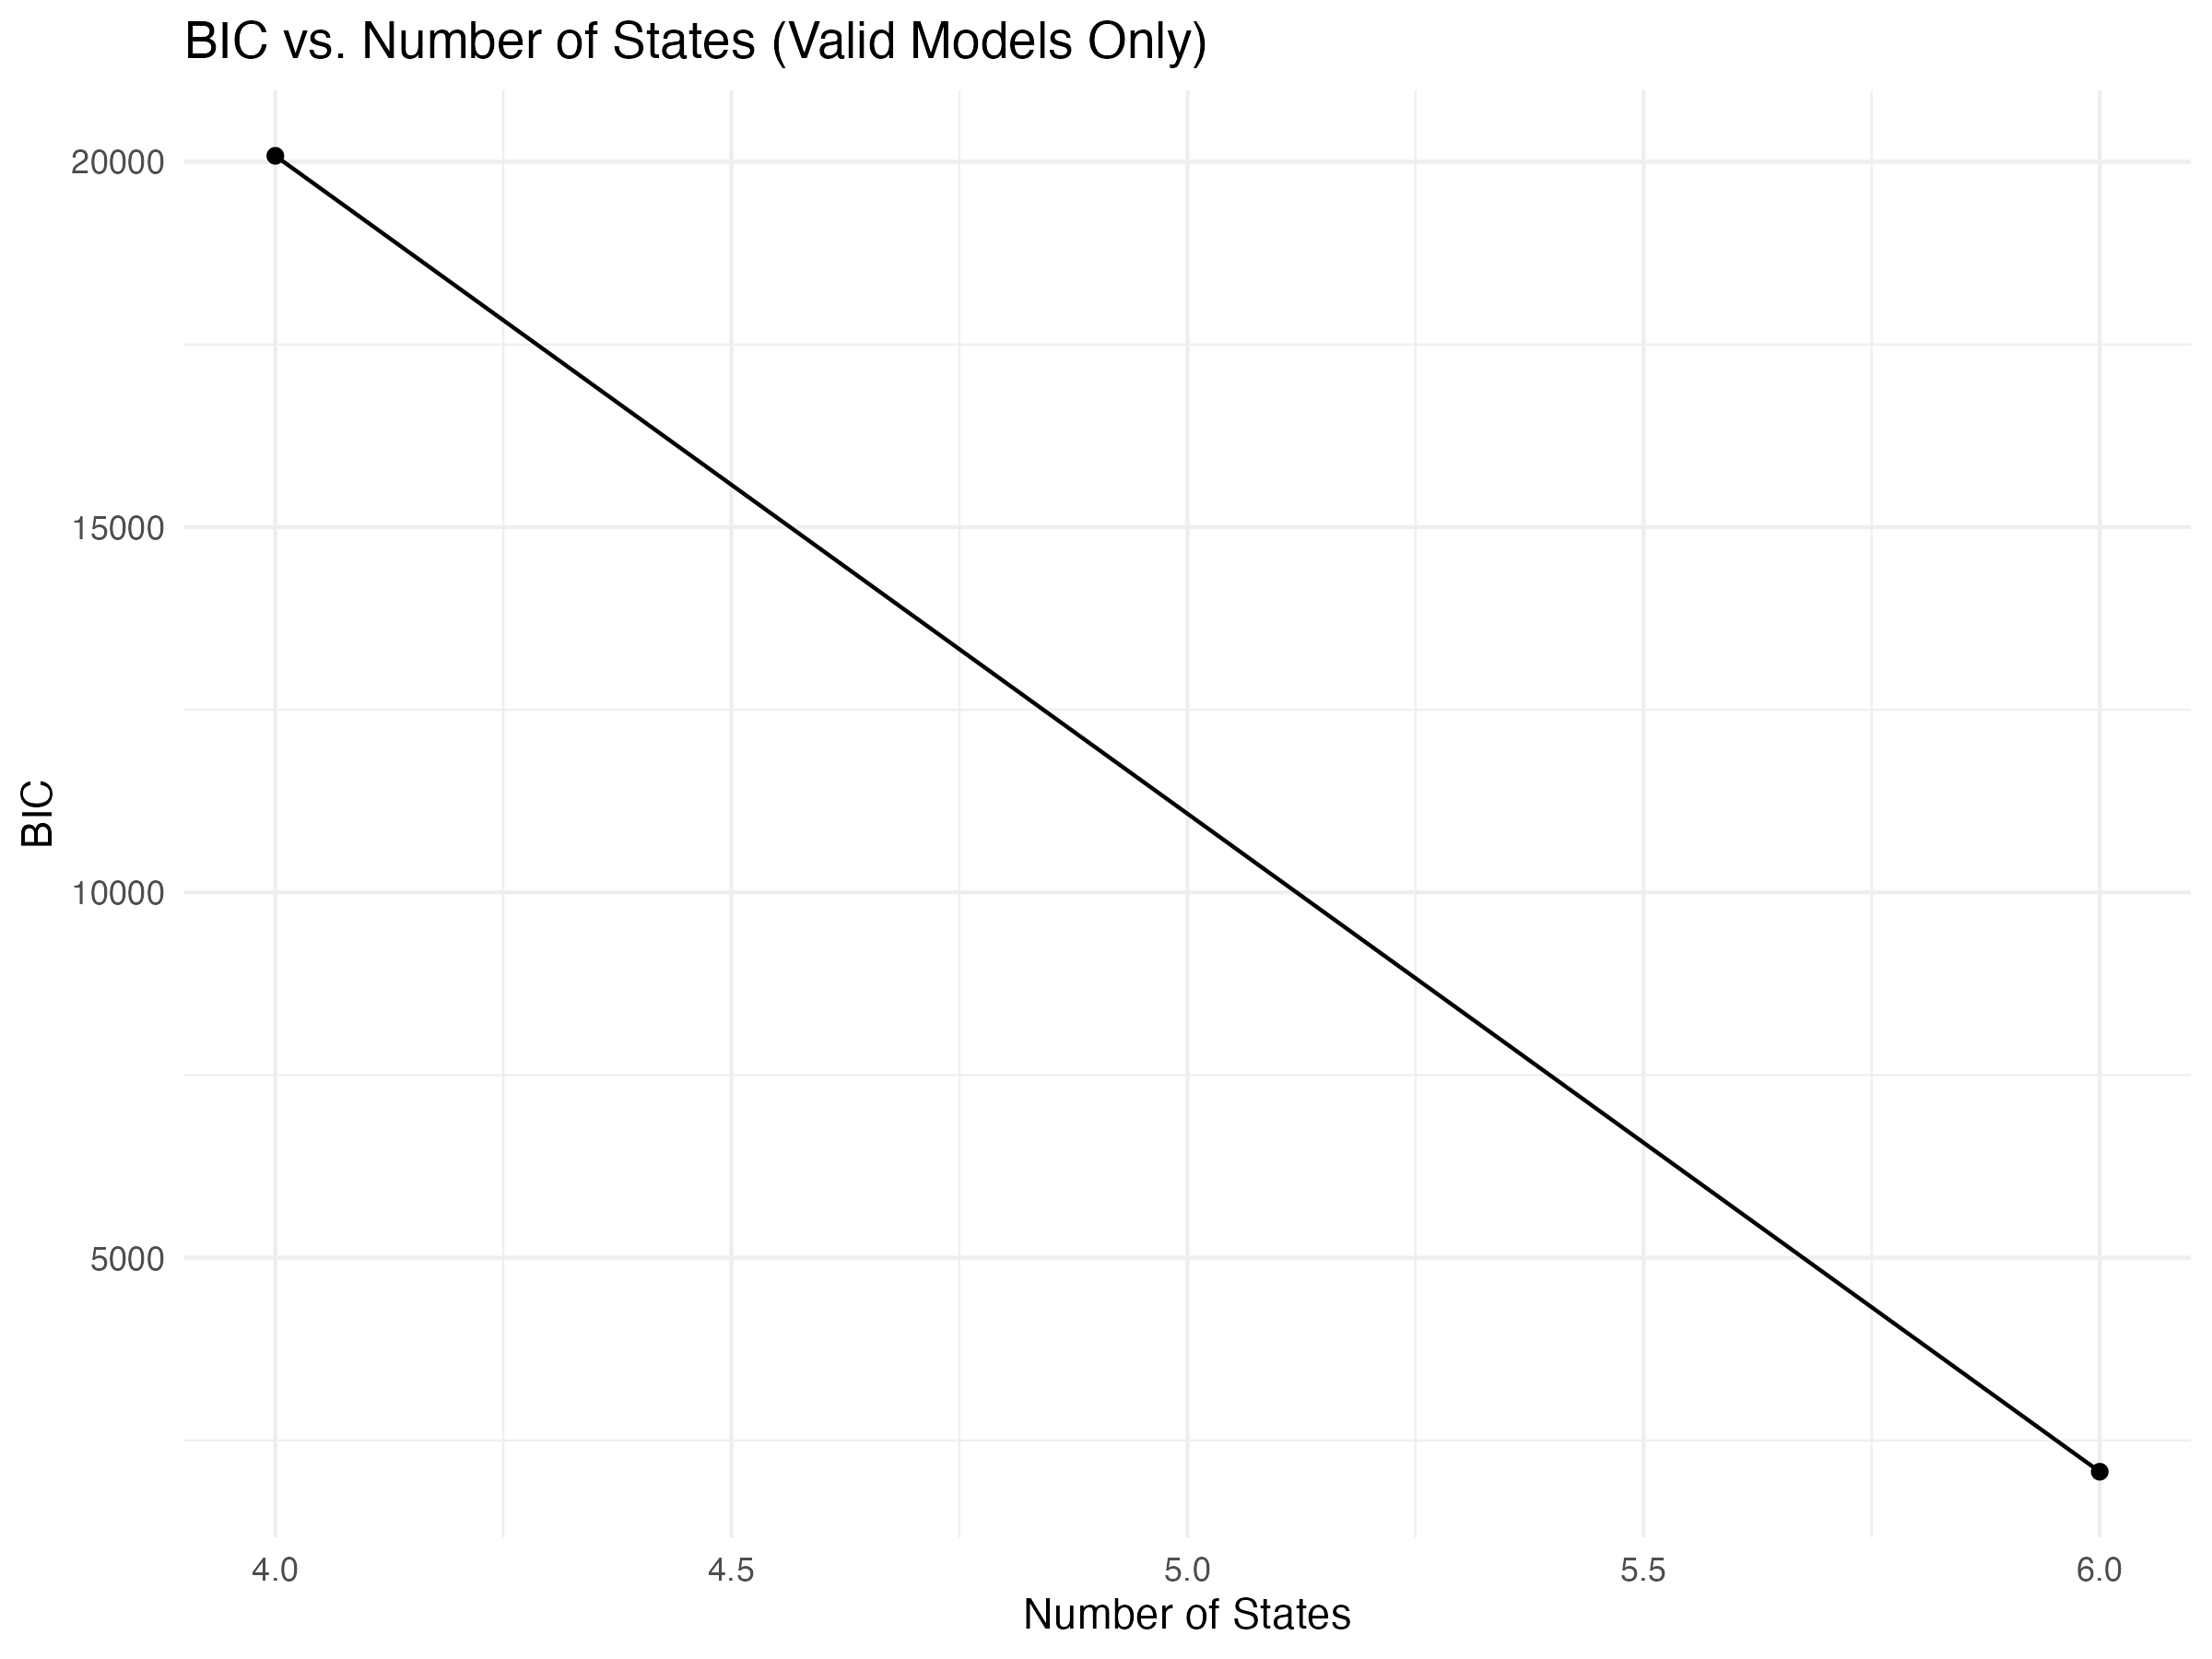 BIC vs. Number of States (Valid Models Only)
20000
15000
10000
5000
BIC
4.0 4.5 5.0 5.5 6.0
Number of States